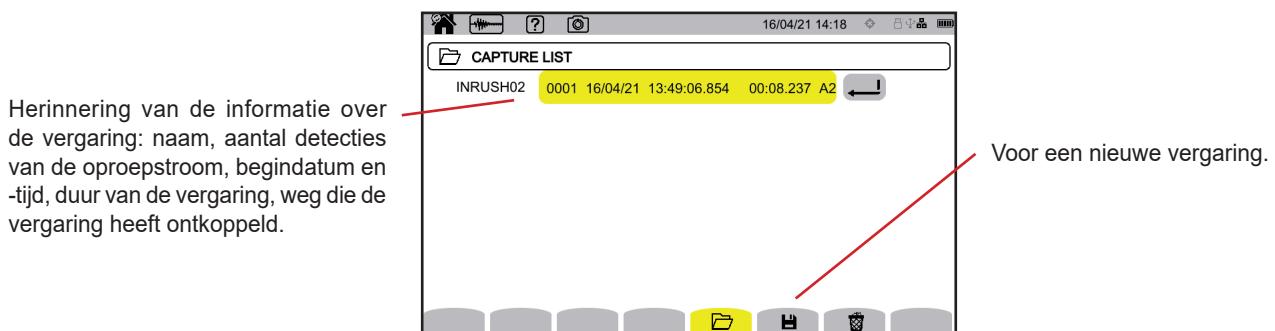 16/04/21 14:18
CAPTURE LIST
INRUSH02 0001 16/04/21 13:49:06.854 00:08.237 A2
Herinnering van de informatie over
de vergaring: naam, aantal detecties
van de oproepstroom, begindatum en
-tijd, duur van de vergaring, weg die de
vergaring heeft ontkoppeld.
Voor een nieuwe vergaring.